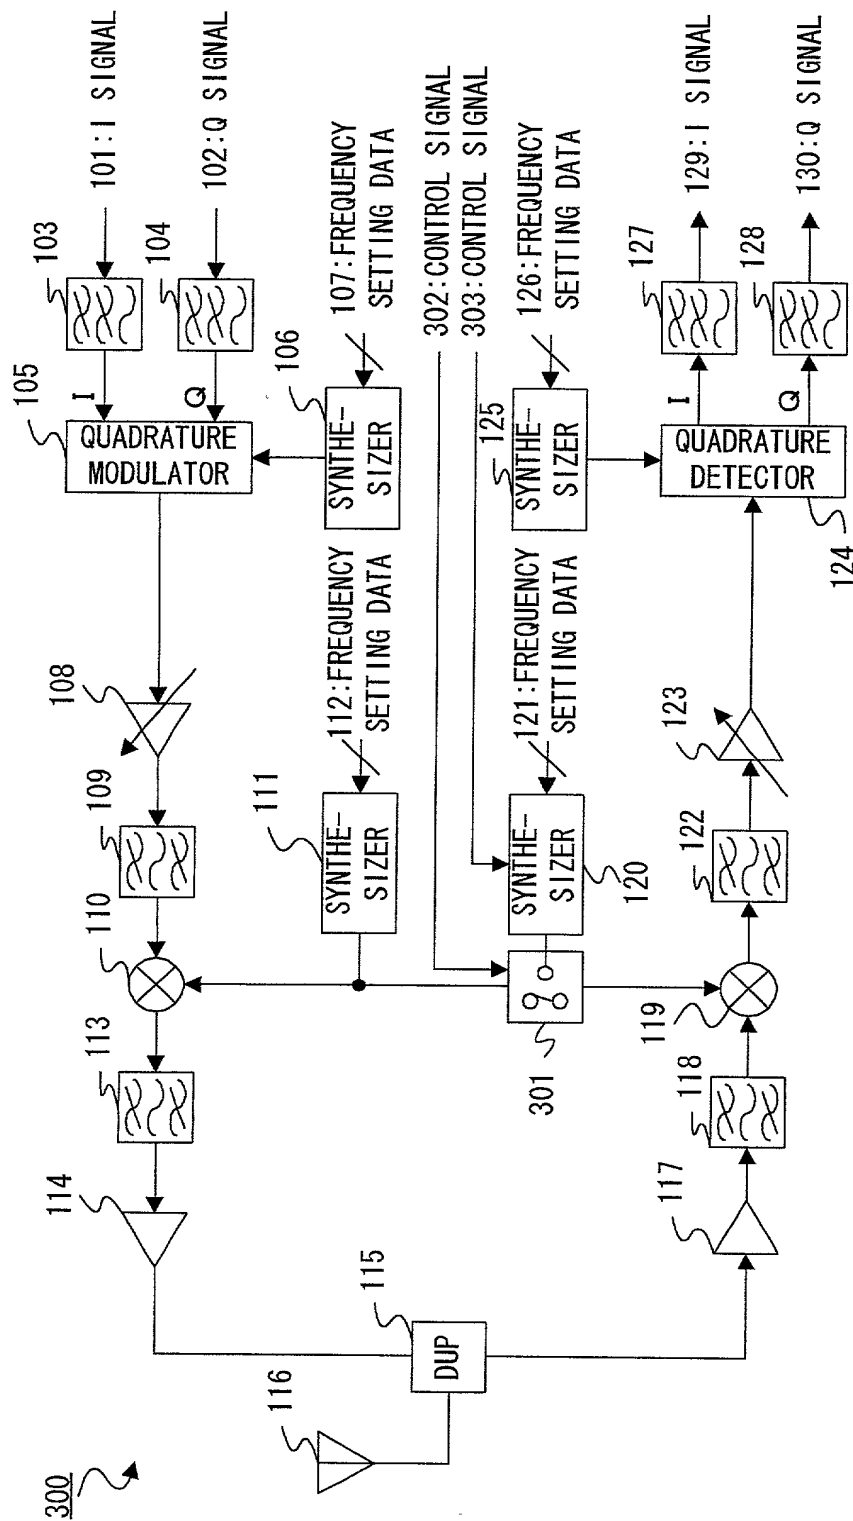 300
116
115
DUP
114
113
110
109
108
105
QUADRATURE
MODULATOR
I
Q
103
104
101:I SIGNAL
102:Q SIGNAL
111
SYNTHE-
SIZER
112:FREQUENCY
SETTING DATA
106
SYNTHE-
SIZER
107:FREQUENCY
SETTING DATA
302:CONTROL SIGNAL
303:CONTROL SIGNAL
301
120
SYNTHE-
SIZER
121:FREQUENCY
SETTING DATA
125
SYNTHE-
SIZER
126:FREQUENCY
SETTING DATA
117
118
119
122
123
124
QUADRATURE
DETECTOR
I
Q
127
128
129:I SIGNAL
130:Q SIGNAL